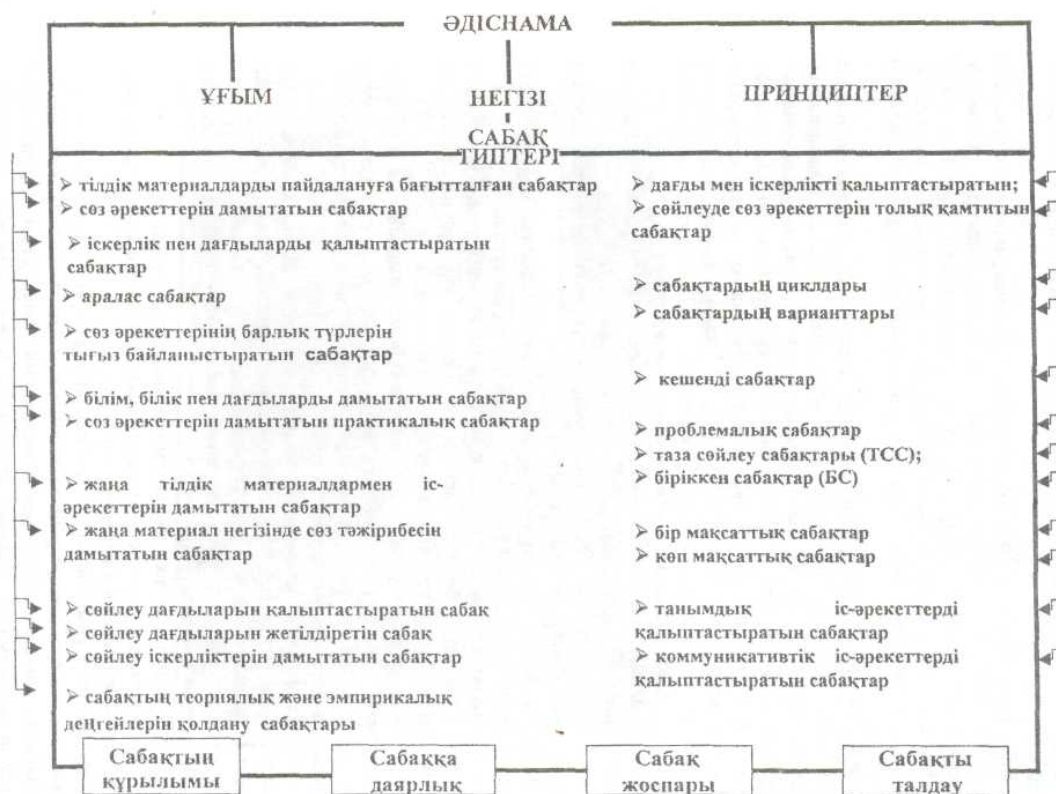 ӘДІСНАМА
ҰҒЫМ
НЕГІЗІ
ПРИНЦИПТЕР
САБАҚ
ТИПТЕРІ
➢ тілдік материалдарды пайдалануға бағытталған сабақтар
➢ сөз әрекеттерін дамытатын сабақтар
➢ іскерлік пен дағдыларды қалыптастыратын
сабақтар
➢ аралас сабақтар
➢ сөз әрекеттерінің барлық түрлерін
тығыз байланыстыратын сабақтар
➢ білім, білік пен дағдыларды дамытатын сабақтар
➢ сөз әрекеттерін дамытатын практикалық сабақтар
➢ жаңа тілдік материалдармен іс-
әрекеттерін дамытатын сабақтар
➢ жаңа материал негізінде сөз тәжірибесін
дамытатын сабақтар
➢ сөйлеу дағдыларын қалыптастыратын сабақ
➢ сөйлеу дағдыларын жетілдіретін сабақ
➢ сөйлеу іскерліктерін дамытатын сабақтар
➢ сабақтың теориялық және эмпирикалық
деңгейлерін қолдану сабақтары
➢ дағды мен іскерлікті қалыптастыратын;
➢ сөйлеуде сөз әрекеттерін толық қамтитын
сабақтар
➢ сабақтардың циклдары
➢ сабақтардың варианттары
➢ кешенді сабақтар
➢ проблемалық сабақтар
➢ таза сөйлеу сабақтары (ТСС);
➢ біріккен сабақтар (БС)
➢ бір мақсаттық сабақтар
➢ көп мақсаттық сабақтар
➢ танымдық іс-әрекеттерді
қалыптастыратын сабақтар
➢ коммуникативтік іс-әрекеттерді
қалыптастыратын сабақтар
Сабақтың
құрылымы
Сабаққа
даярлық
Сабақ
жоспары
Сабақты
талдау